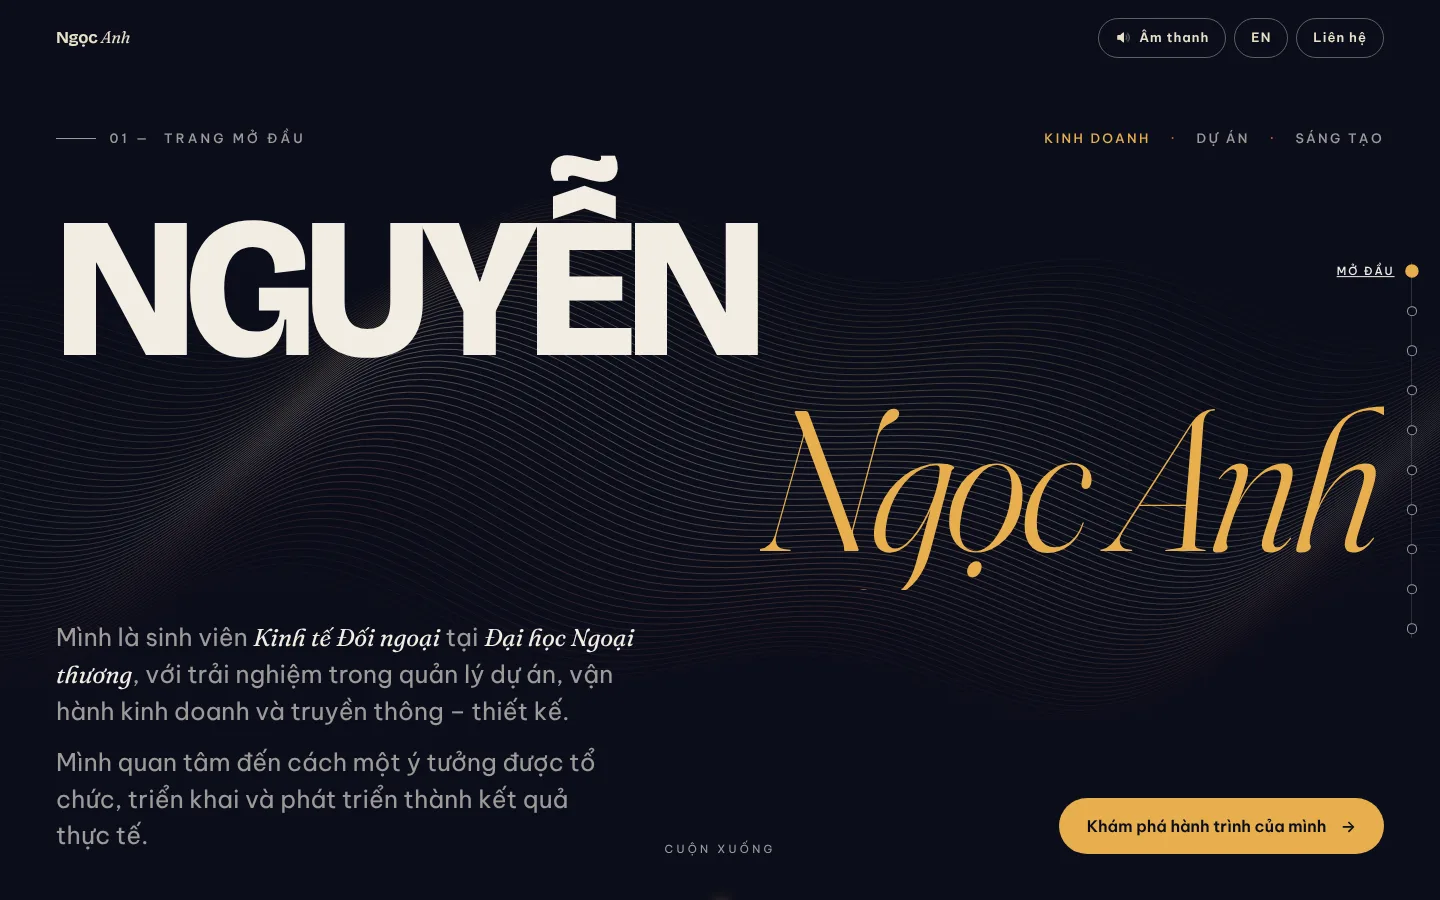 Ngọc Anh
Âm thanh
EN
Liên hệ
01 — TRANG MỞ ĐẦU
KINH DOANH · DỰ ÁN · SÁNG TẠO
NGUYỄN
MỞ ĐẦU
Ngọc Anh
Mình là sinh viên Kinh tế Đối ngoại tại Đại học Ngoại
thương, với trải nghiệm trong quản lý dự án, vận
hành kinh doanh và truyền thông – thiết kế.
Mình quan tâm đến cách một ý tưởng được tổ
chức, triển khai và phát triển thành kết quả
thực tế.
Khám phá hành trình của mình →
CUỘN XUỐNG